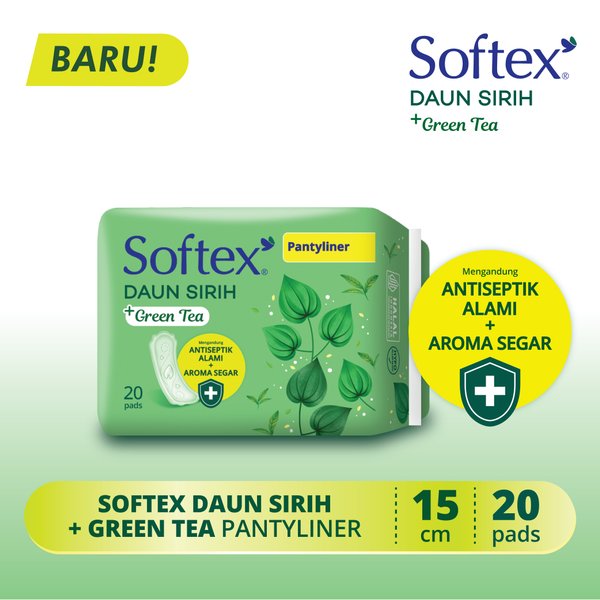 BARU!
Softex®
DAUN SIRIH
+Green Tea
Softex®
Pantyliner
DAUN SIRIH
+Green Tea
Mengandung
ANTISEPTIK
ALAMI
+
AROMA SEGAR
20
pads
HALAL
Mengandung
ANTISEPTIK
ALAMI
+
AROMA SEGAR
SOFTEX DAUN SIRIH
+ GREEN TEA PANTYLINER
15
cm
20
pads